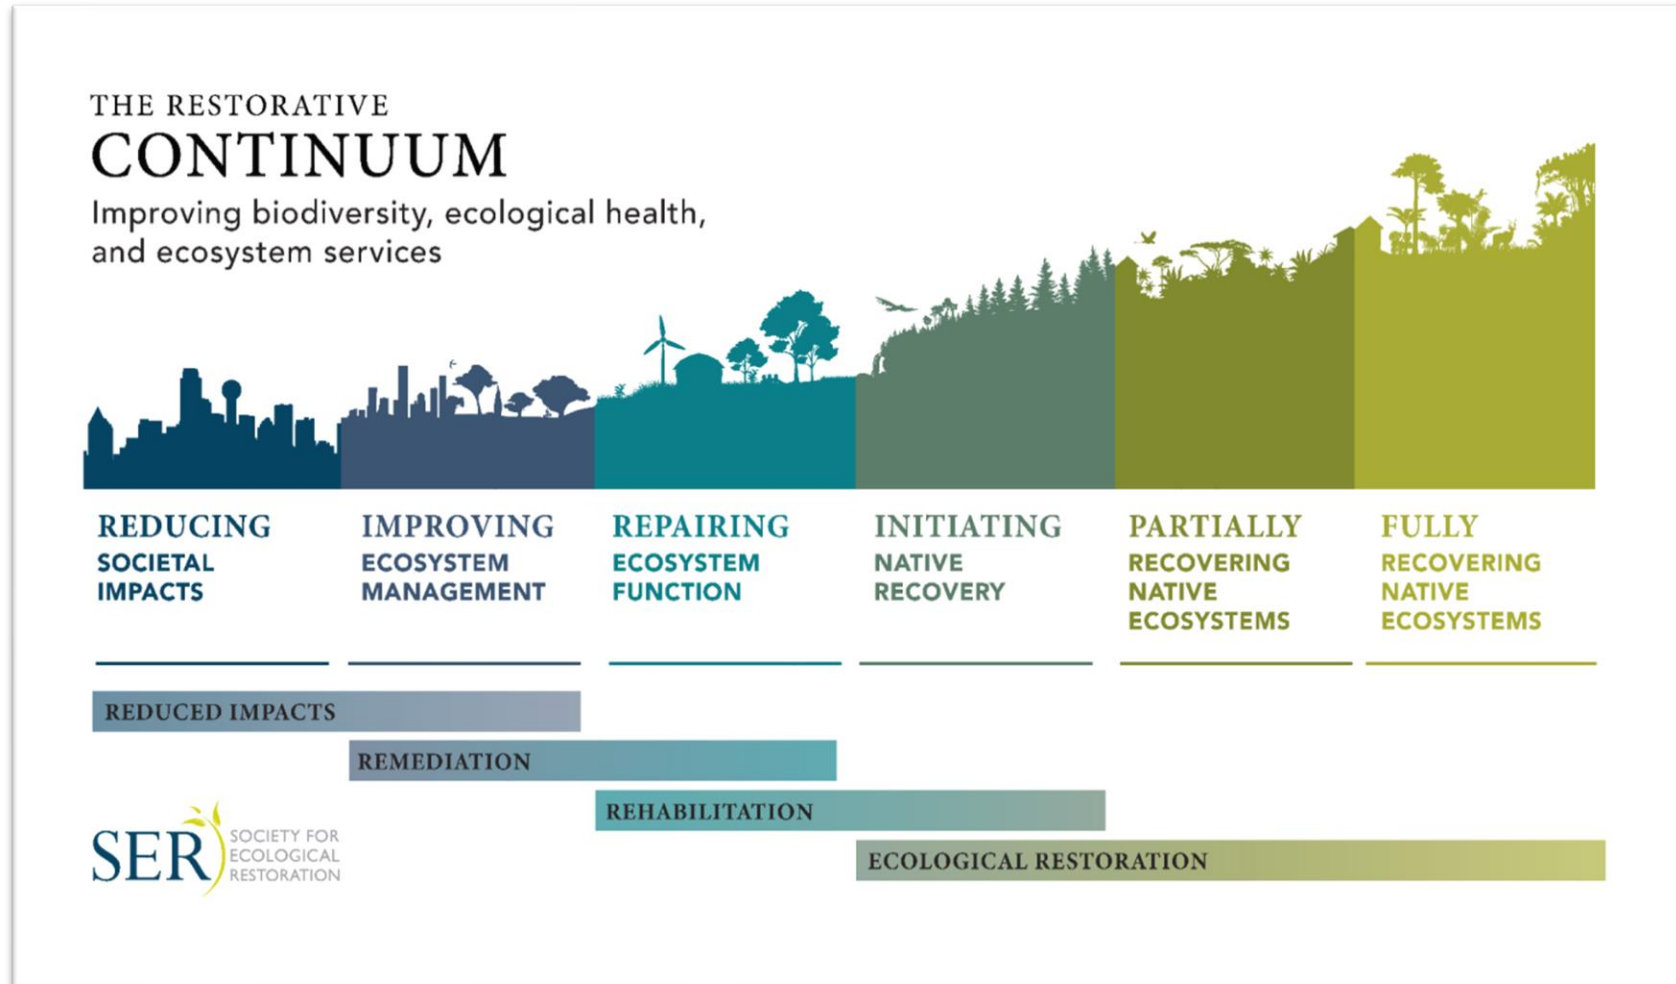 THE RESTORATIVE
CONTINUUM
Improving biodiversity, ecological health,
and ecosystem services
REDUCING
SOCIETAL
IMPACTS
IMPROVING
ECOSYSTEM
MANAGEMENT
REPAIRING
ECOSYSTEM
FUNCTION
INITIATING
NATIVE
RECOVERY
PARTIALLY
RECOVERING
NATIVE
ECOSYSTEMS
FULLY
RECOVERING
NATIVE
ECOSYSTEMS
REDUCED IMPACTS
REMEDIATION
REHABILITATION
ECOLOGICAL RESTORATION
SER
SOCIETY FOR
ECOLOGICAL
RESTORATION